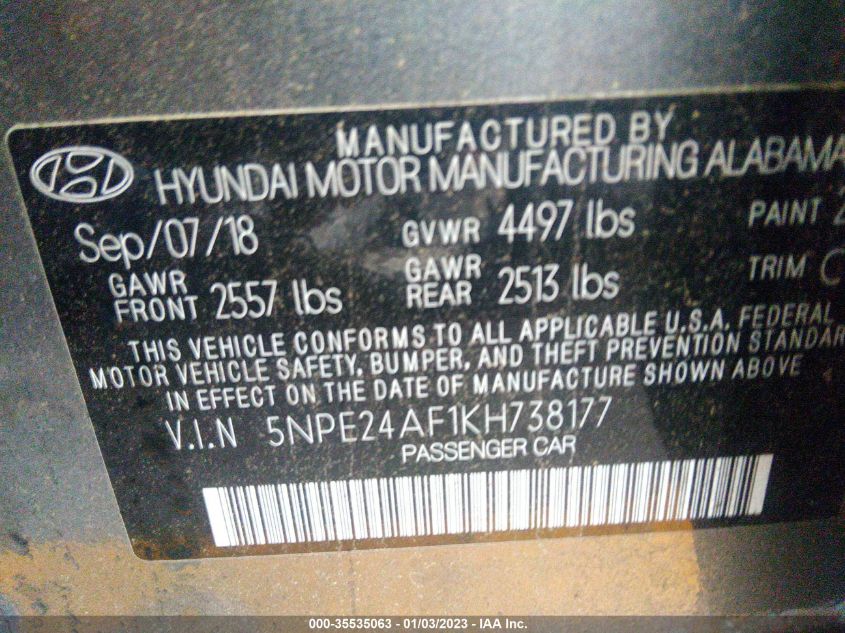 MANUFACTURED BY
HYUNDAI MOTOR MANUFACTURING ALABAMA
Sep/07/18 GVWR 4497 lbs PAINT
GAWR FRONT 2557 lbs GAWR REAR 2513 lbs TRIM
THIS VEHICLE CONFORMS TO ALL APPLICABLE U.S.A. FEDERAL
MOTOR VEHICLE SAFETY, BUMPER, AND THEFT PREVENTION STANDAR
IN EFFECT ON THE DATE OF MANUFACTURE SHOWN ABOVE
V.I.N 5NPE24AF1KH738177
PASSENGER CAR
000-35535063 - 01/03/2023 - IAA Inc.